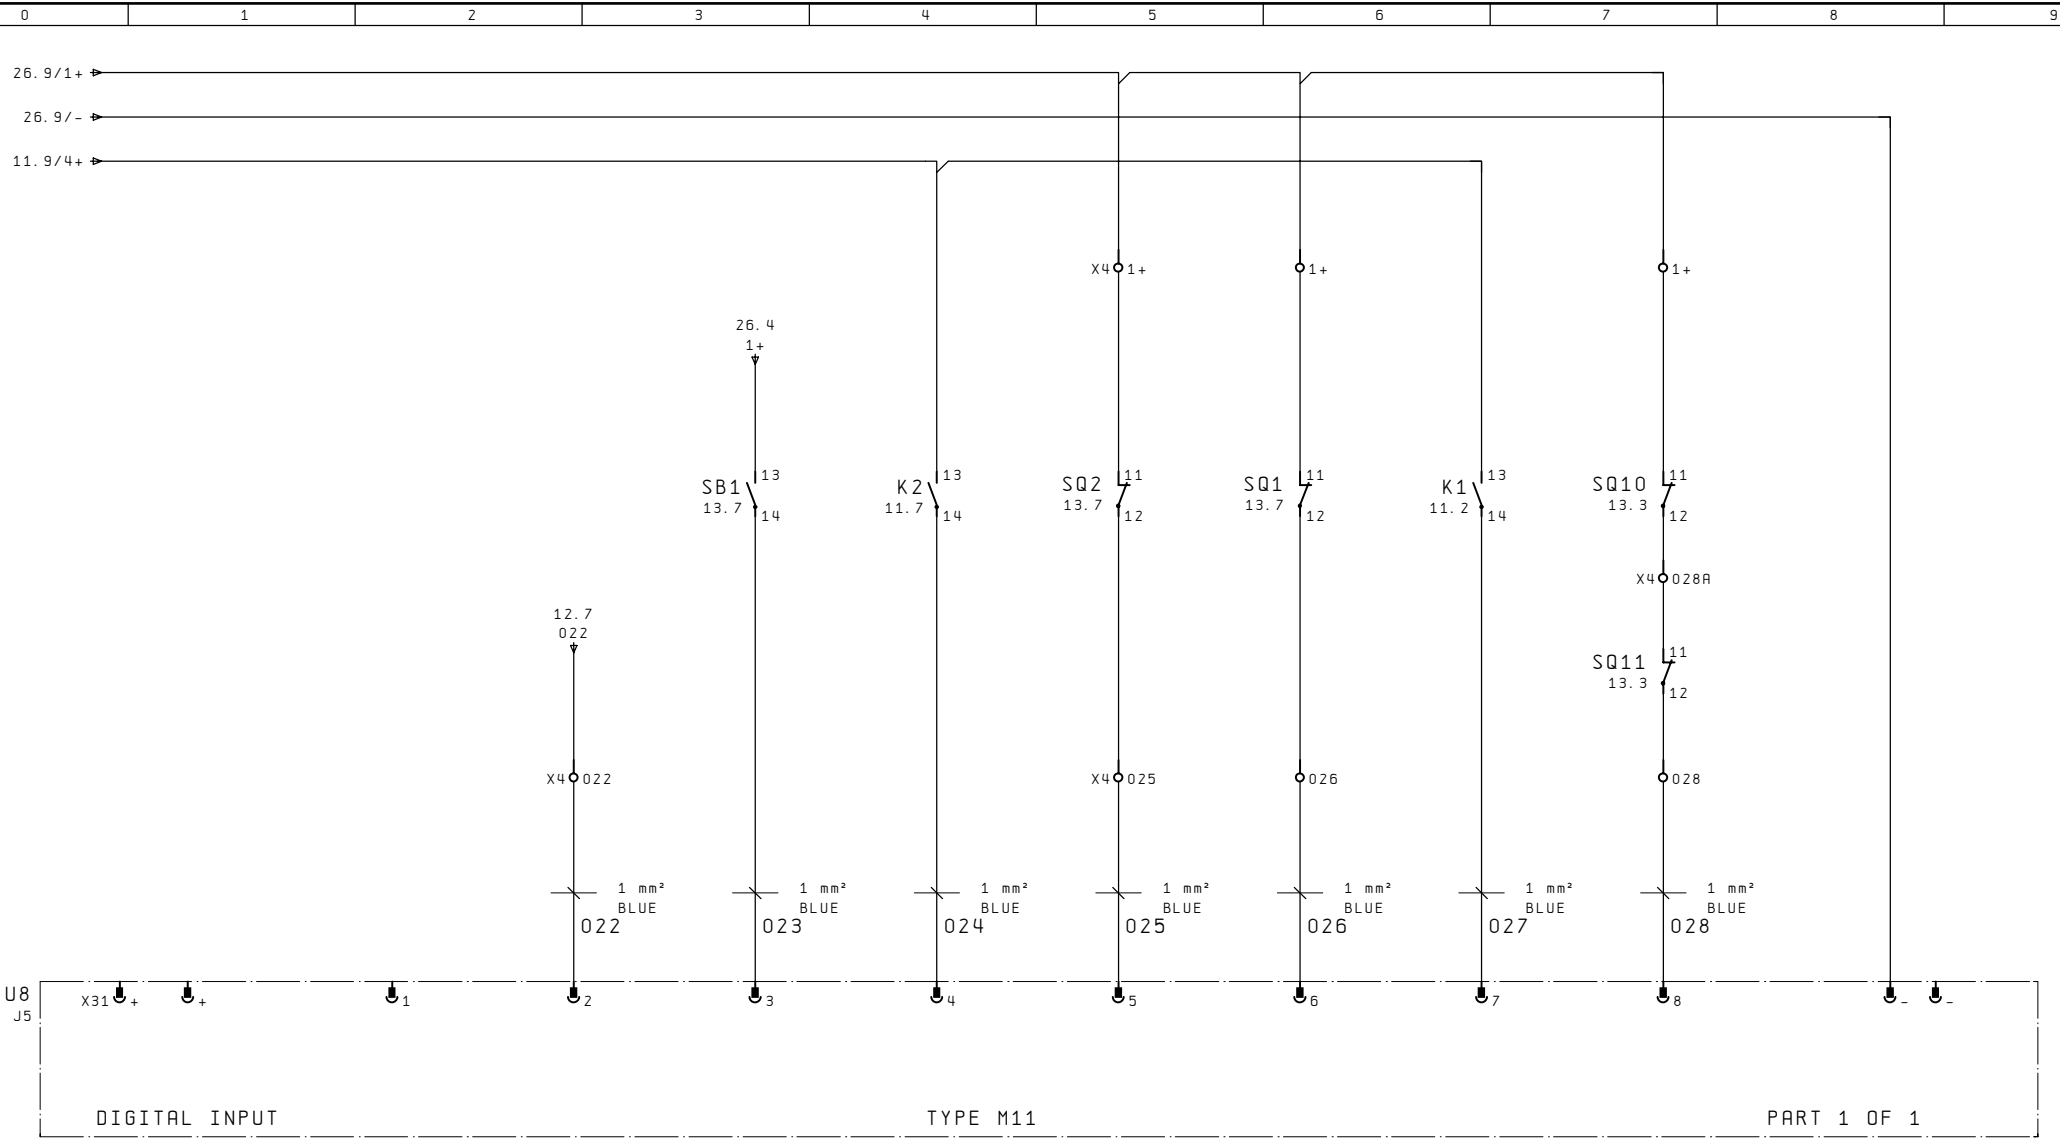 0 1 2 3 4 5 6 7 8 9
26.9/1+
26.9/-
11.9/4+
X4 1+ 1+ 1+
26.4
1+
SB1 13 K2 13 SQ2 11 SQ1 11 K1 13 SQ10 11
13.7 14 11.7 14 13.7 12 13.7 12 11.2 14 13.3 12
X4 028A
12.7
022
SQ11 11
13.3 12
X4 022 X4 025 026 028
1 mm² 1 mm² 1 mm² 1 mm² 1 mm² 1 mm² 1 mm²
BLUE BLUE BLUE BLUE BLUE BLUE BLUE
022 023 024 025 026 027 028
U8 X31 + + 1 2 3 4 5 6 7 8 - -
J5
DIGITAL INPUT TYPE M11 PART 1 OF 1